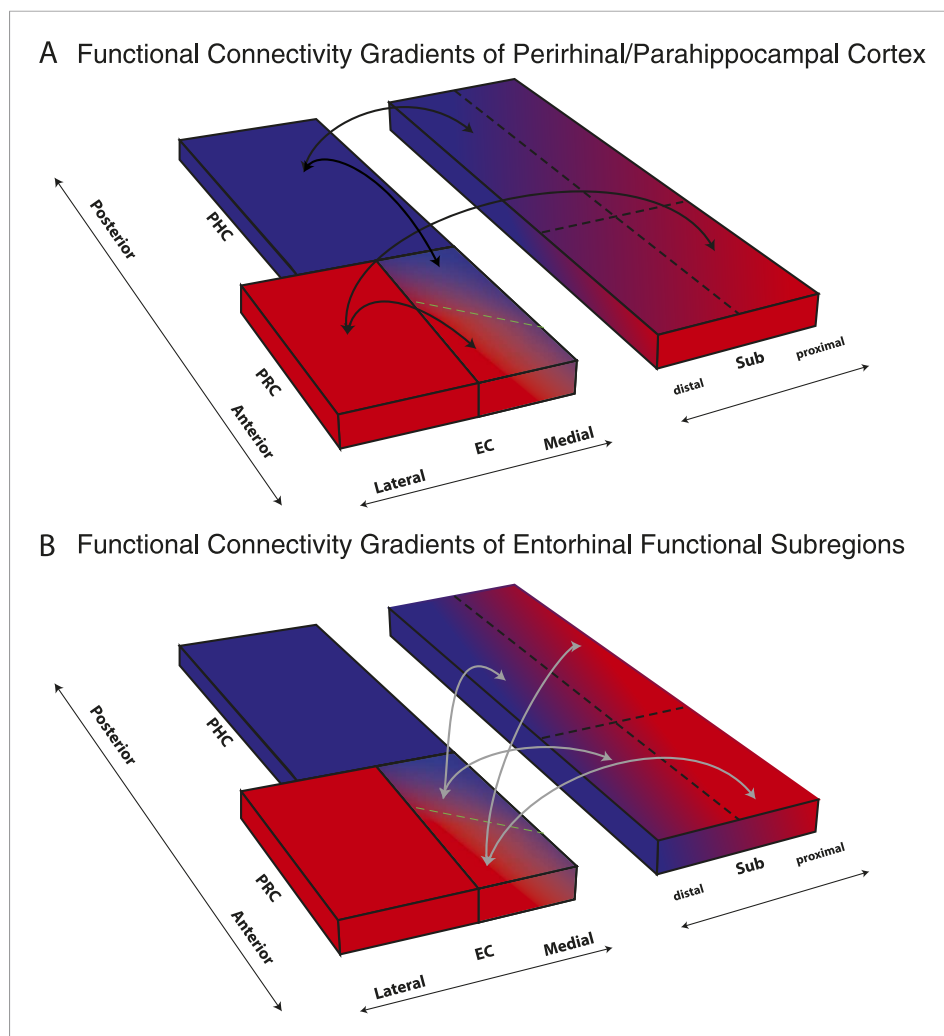 A Functional Connectivity Gradients of Perirhinal/Parahippocampal Cortex
Posterior
PHC
PRC
Anterior
Lateral
EC
Medial
distal
Sub
proximal
B Functional Connectivity Gradients of Entorhinal Functional Subregions
Posterior
PHC
PRC
Anterior
Lateral
EC
Medial
distal
Sub
proximal